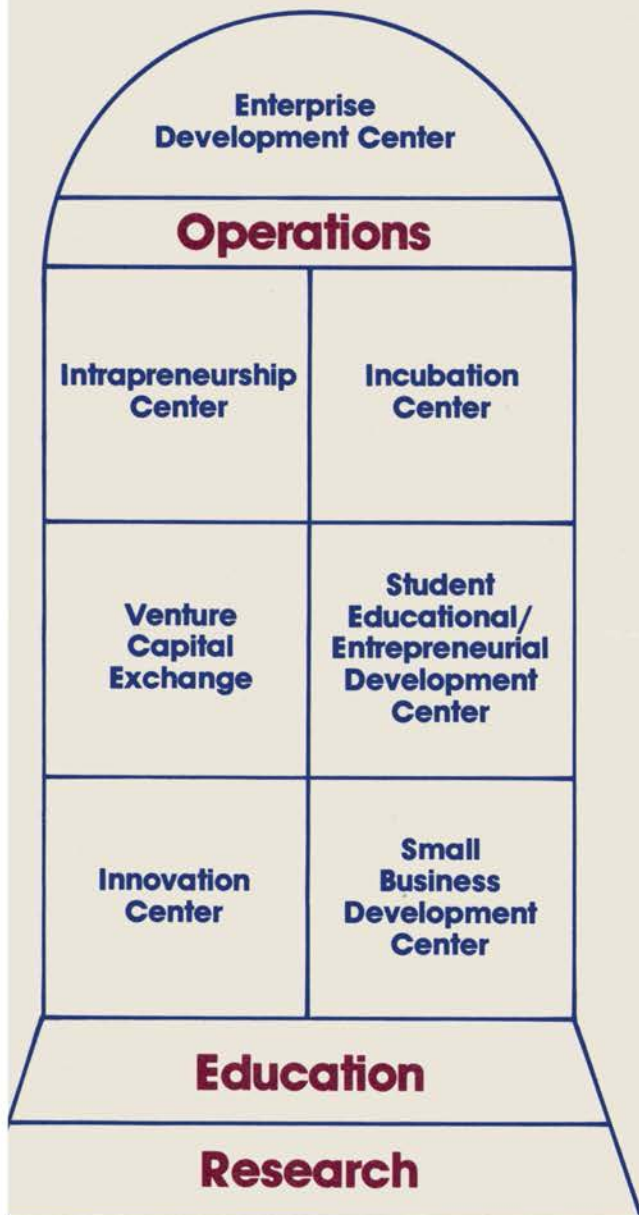 Enterprise
Development Center
Operations
Intrapreneurship
Center
Incubation
Center
Venture
Capital
Exchange
Student
Educational/
Entrepreneurial
Development
Center
Innovation
Center
Small
Business
Development
Center
Education
Research